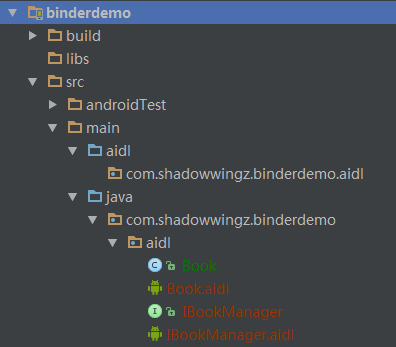 binderdemo
build
libs
src
androidTest
main
aidl
com.shadowwingz.binderdemo.aidl
java
com.shadowwingz.binderdemo
aidl
Book
Book.aidl
IBookManager
IBookManager.aidl